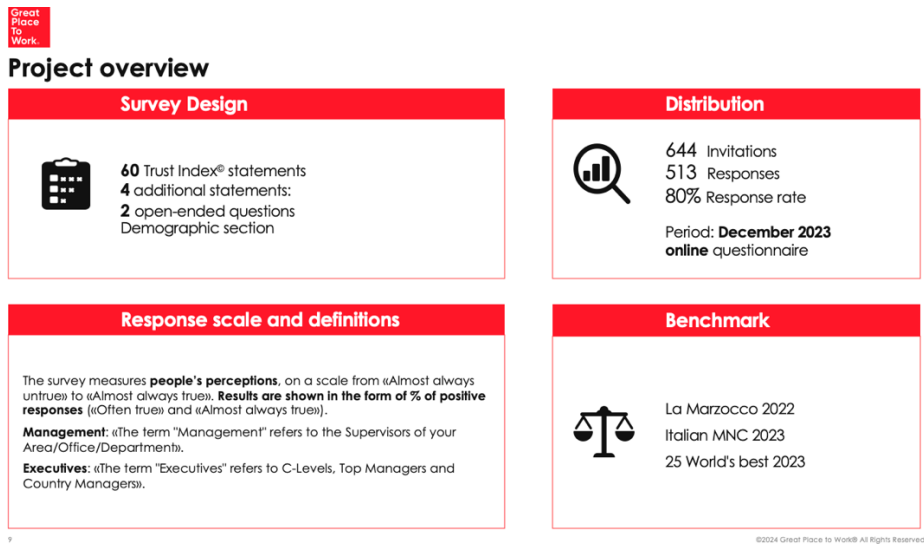 Great
Place
To
Work.
Project overview
Survey Design
60 Trust Index© statements
4 additional statements:
2 open-ended questions
Demographic section
Distribution
644 Invitations
513 Responses
80% Response rate
Period: December 2023
online questionnaire
Response scale and definitions
The survey measures people's perceptions, on a scale from «Almost always
untrue» to «Almost always true». Results are shown in the form of % of positive
responses («Often true» and «Almost always true»).
Management: «The term "Management" refers to the Supervisors of your
Area/Office/Department».
Executives: «The term "Executives" refers to C-Levels, Top Managers and
Country Managers».
Benchmark
La Marzocco 2022
Italian MNC 2023
25 World's best 2023
9
©2024 Great Place to Work® All Rights Reserved